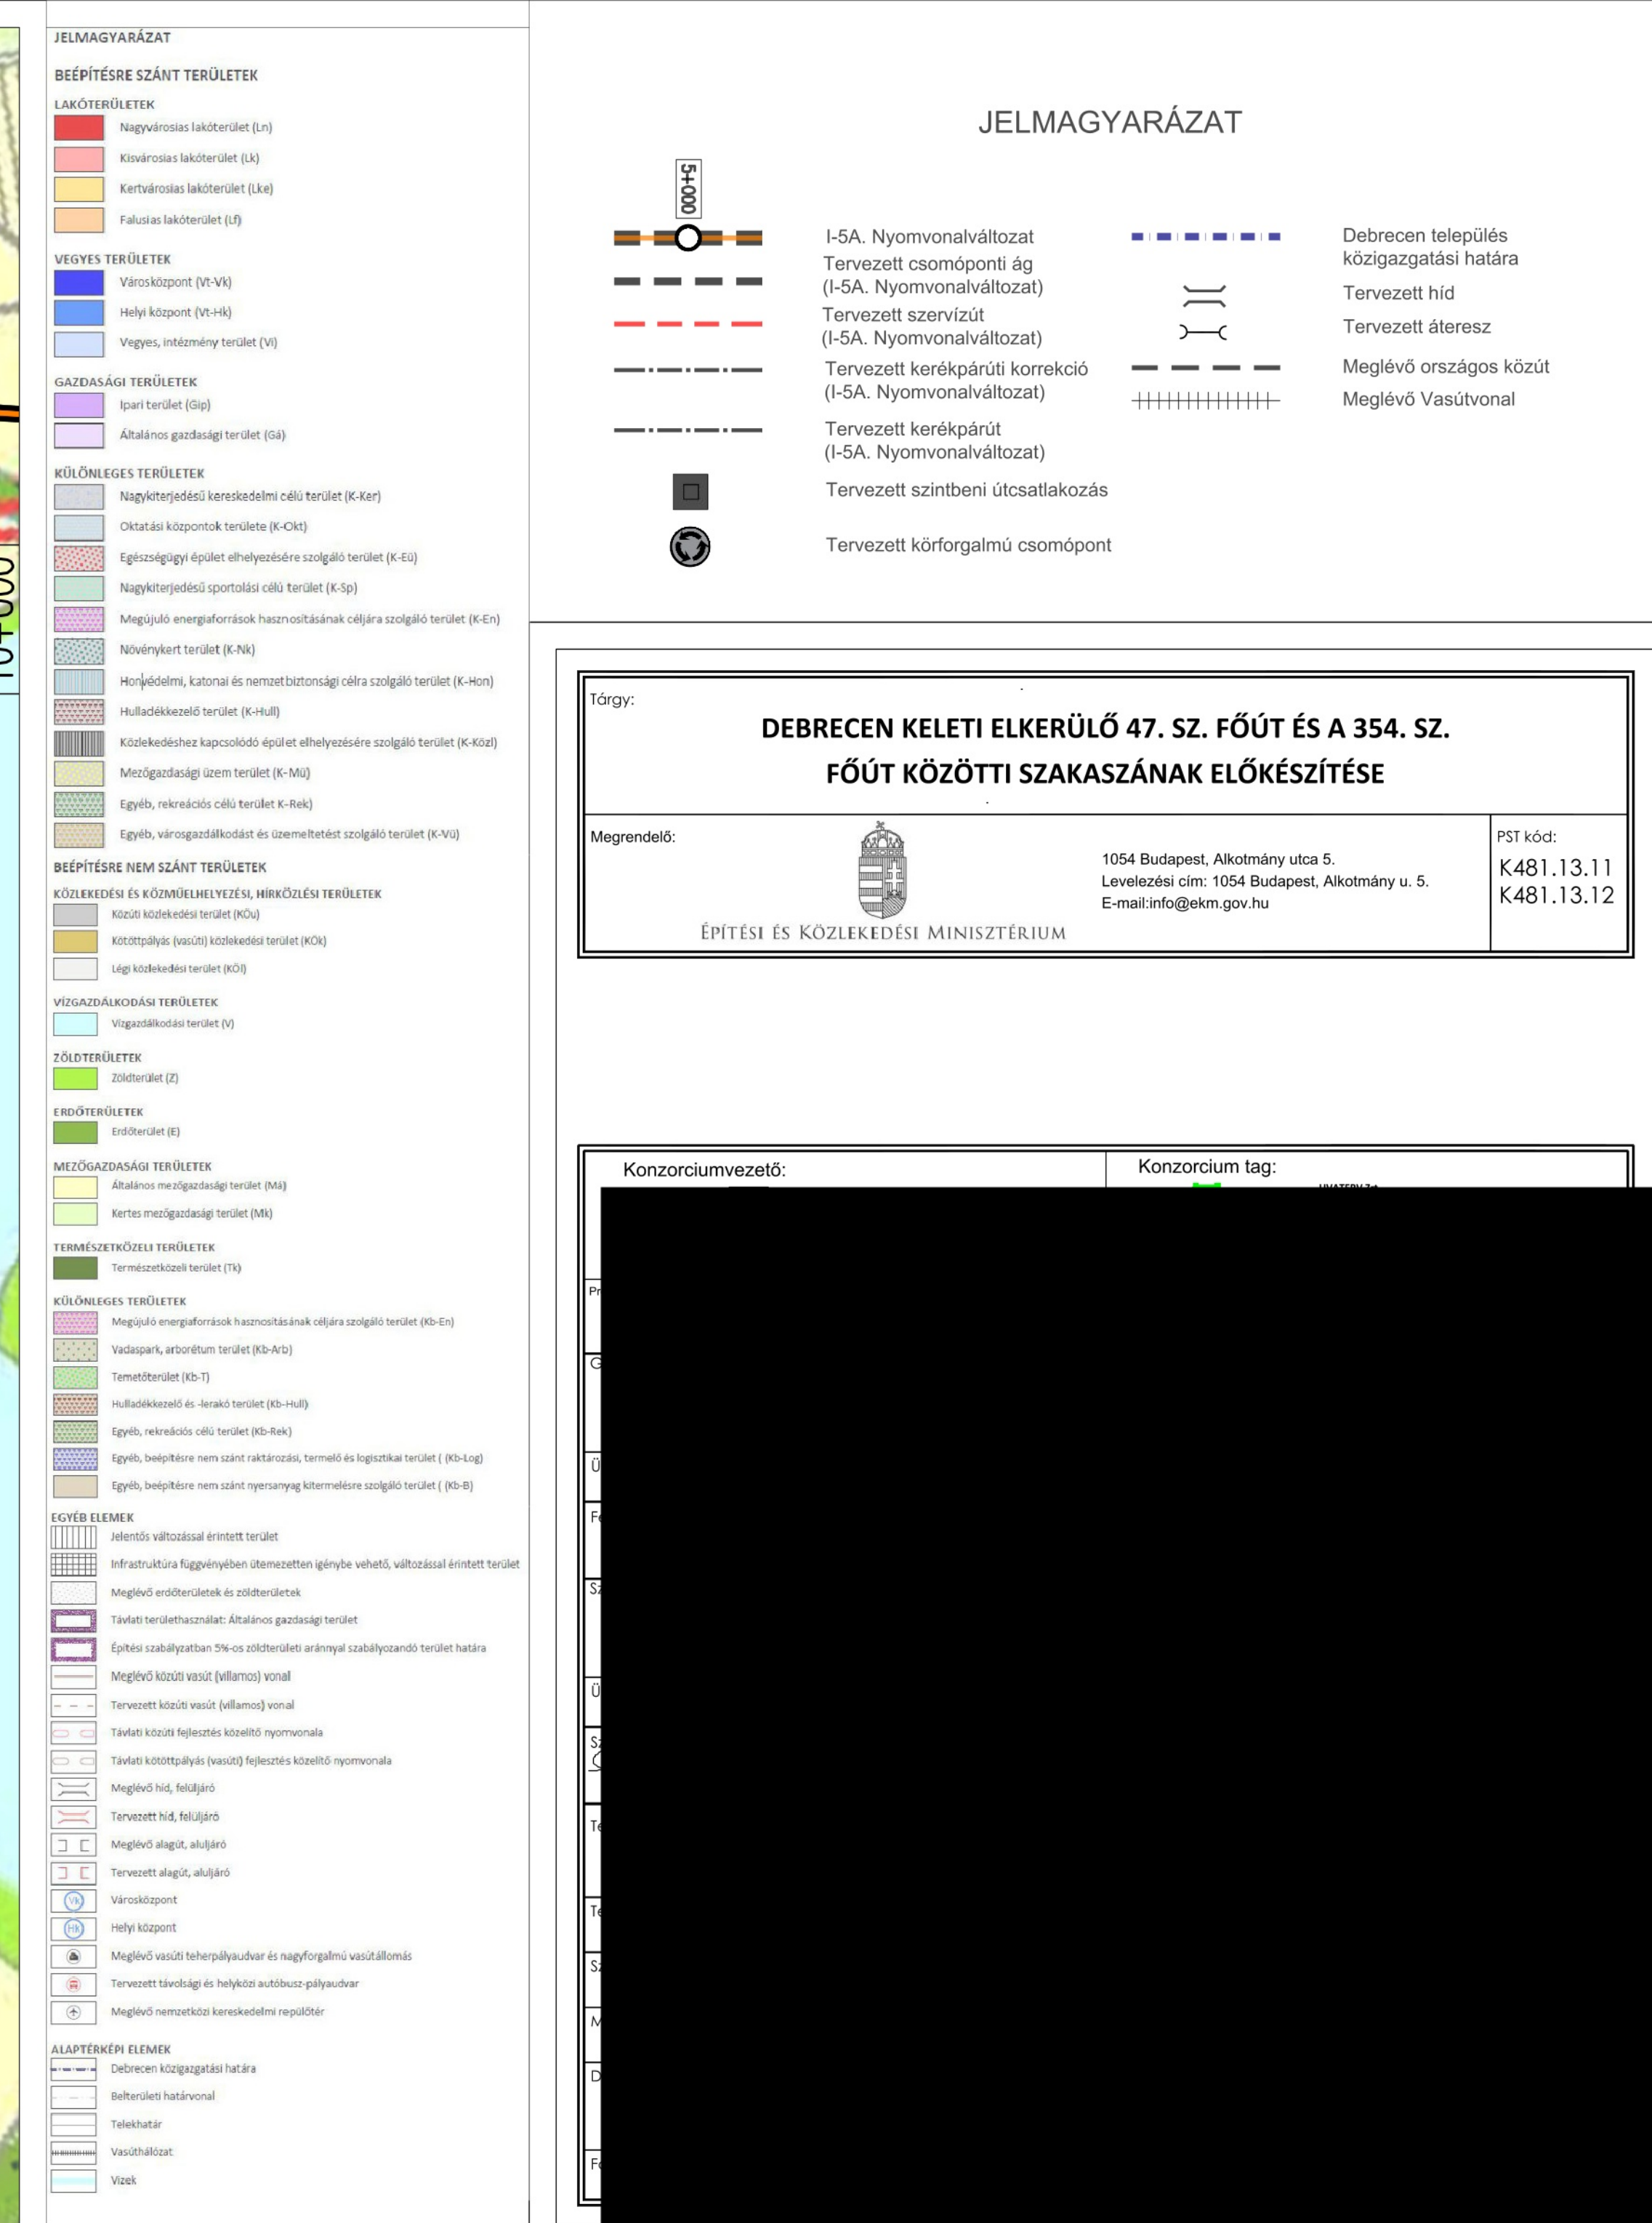 JELMAGYARÁZAT
BEÉPÍTÉSRE SZÁNT TERÜLETEK
LAKÓTERÜLETEK
Nagyvárosias lakóterület (Ln)
Kisvárosias lakóterület (Lk)
Kertvárosias lakóterület (Lke)
Falusias lakóterület (Lf)
VEGYES TERÜLETEK
Városközpont (Vt-Vk)
Helyi központ (Vt-Hk)
Vegyes, intézmény terület (Vi)
GAZDASÁGI TERÜLETEK
Ipari terület (Gip)
Általános gazdasági terület (Gá)
KÜLÖNLEGES TERÜLETEK
Nagykiterjedésű kereskedelmi célú terület (K-Ker)
Oktatási központok területe (K-Okt)
Egészségügyi épület elhelyezésére szolgáló terület (K-Eü)
Nagykiterjedésű sportolási célú terület (K-Sp)
Megújuló energiaforrások hasznosításának céljára szolgáló terület (K-En)
Növénykert terület (K-Nk)
Honvédelmi, katonai és nemzetbiztonsági célra szolgáló terület (K-Hon)
Hulladékkezelő terület (K-Hull)
Közlekedéshez kapcsolódó épület elhelyezésére szolgáló terület (K-Közl)
Mezőgazdasági üzem terület (K-Mü)
Egyéb, rekreációs célú terület K-Rek)
Egyéb, városgazdálkodást és üzemeltetést szolgáló terület (K-Vü)
BEÉPÍTÉSRE NEM SZÁNT TERÜLETEK
KÖZLEKEDÉSI ÉS KÖZMŰELHELYEZÉSI, HÍRKÖZLÉSI TERÜLETEK
Közúti közlekedési terület (KÖu)
Kötöttpályás (vasúti) közlekedési terület (KÖk)
Légi közlekedési terület (KÖl)
VÍZGAZDÁLKODÁSI TERÜLETEK
Vízgazdálkodási terület (V)
ZÖLDTERÜLETEK
Zöldterület (Z)
ERDŐTERÜLETEK
Erdőterület (E)
MEZŐGAZDASÁGI TERÜLETEK
Általános mezőgazdasági terület (Má)
Kertes mezőgazdasági terület (Mk)
TERMÉSZETKÖZELI TERÜLETEK
Természetközeli terület (Tk)
KÜLÖNLEGES TERÜLETEK
Megújuló energiaforrások hasznosításának céljára szolgáló terület (Kb-En)
Vadaspark, arborétum terület (Kb-Arb)
Temetőterület (Kb-T)
Hulladékkezelő és -lerakó terület (Kb-Hull)
Egyéb, rekreációs célú terület (Kb-Rek)
Egyéb, beépítésre nem szánt raktározási, termelő és logisztikai terület ( (Kb-Log)
Egyéb, beépítésre nem szánt nyersanyag kitermelésre szolgáló terület ( (Kb-B)
EGYÉB ELEMEK
Jelentős változással érintett terület
Infrastruktúra függvényében ütemezetten igénybe vehető, változással érintett terület
Meglévő erdőterületek és zöldterületek
Távlati területhasználat: Általános gazdasági terület
Építési szabályzatban 5%-os zöldterületi aránnyal szabályozandó terület határa
Meglévő közúti vasút (villamos) vonal
Tervezett közúti vasút (villamos) vonal
Távlati közúti fejlesztés közelítő nyomvonala
Távlati kötöttpályás (vasúti) fejlesztés közelítő nyomvonala
Meglévő híd, felüljáró
Tervezett híd, felüljáró
Meglévő alagút, aluljáró
Tervezett alagút, aluljáró
Vk Városközpont
Hk Helyi központ
Meglévő vasúti teherpályaudvar és nagyforgalmú vasútállomás
Tervezett távolsági és helyközi autóbusz-pályaudvar
Meglévő nemzetközi kereskedelmi repülőtér
ALAPTÉRKÉPI ELEMEK
Debrecen közigazgatási határa
Belterületi határvonal
Telekhatár
Vasúthálózat
Vizek
JELMAGYARÁZAT
5+000
I-5A. Nyomvonalváltozat
Tervezett csomóponti ág
(I-5A. Nyomvonalváltozat)
Tervezett szervízút
(I-5A. Nyomvonalváltozat)
Tervezett kerékpárúti korrekció
(I-5A. Nyomvonalváltozat)
Tervezett kerékpárút
(I-5A. Nyomvonalváltozat)
Tervezett szintbeni útcsatlakozás
Tervezett körforgalmú csomópont
Debrecen település
közigazgatási határa
Tervezett híd
Tervezett áteresz
Meglévő országos közút
Meglévő Vasútvonal
Tárgy:
DEBRECEN KELETI ELKERÜLŐ 47. SZ. FŐÚT ÉS A 354. SZ.
FŐÚT KÖZÖTTI SZAKASZÁNAK ELŐKÉSZÍTÉSE
Megrendelő:
ÉPÍTÉSI ÉS KÖZLEKEDÉSI MINISZTÉRIUM
1054 Budapest, Alkotmány utca 5.
Levelezési cím: 1054 Budapest, Alkotmány u. 5.
E-mail:info@ekm.gov.hu
PST kód:
K481.13.11
K481.13.12
Konzorciumvezető:
Konzorcium tag: